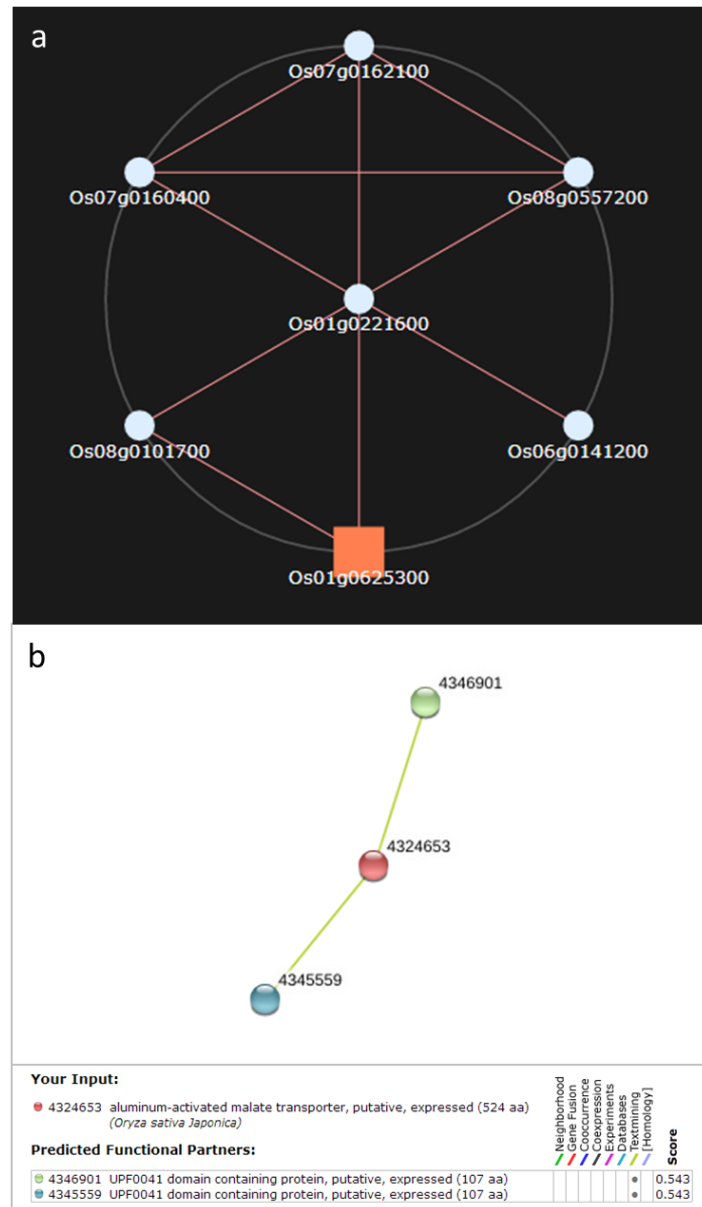 a
Os07g0162100
Os07g0160400
Os08g0557200
Os01g0221600
Os08g0101700
Os06g0141200
Os01g0625300
b
4346901
4324653
4345559
Your Input:
4324653 aluminum-activated malate transporter, putative, expressed (524 aa)
(Oryza sativa Japonica)
Predicted Functional Partners:
Neighborhood
Gene Fusion
Cooccurrence
Coexpression
Experiments
Databases
Textmining
[Homology]
Score
4346901 UPF0041 domain containing protein, putative, expressed (107 aa) 0.543
4345559 UPF0041 domain containing protein, putative, expressed (107 aa) 0.543